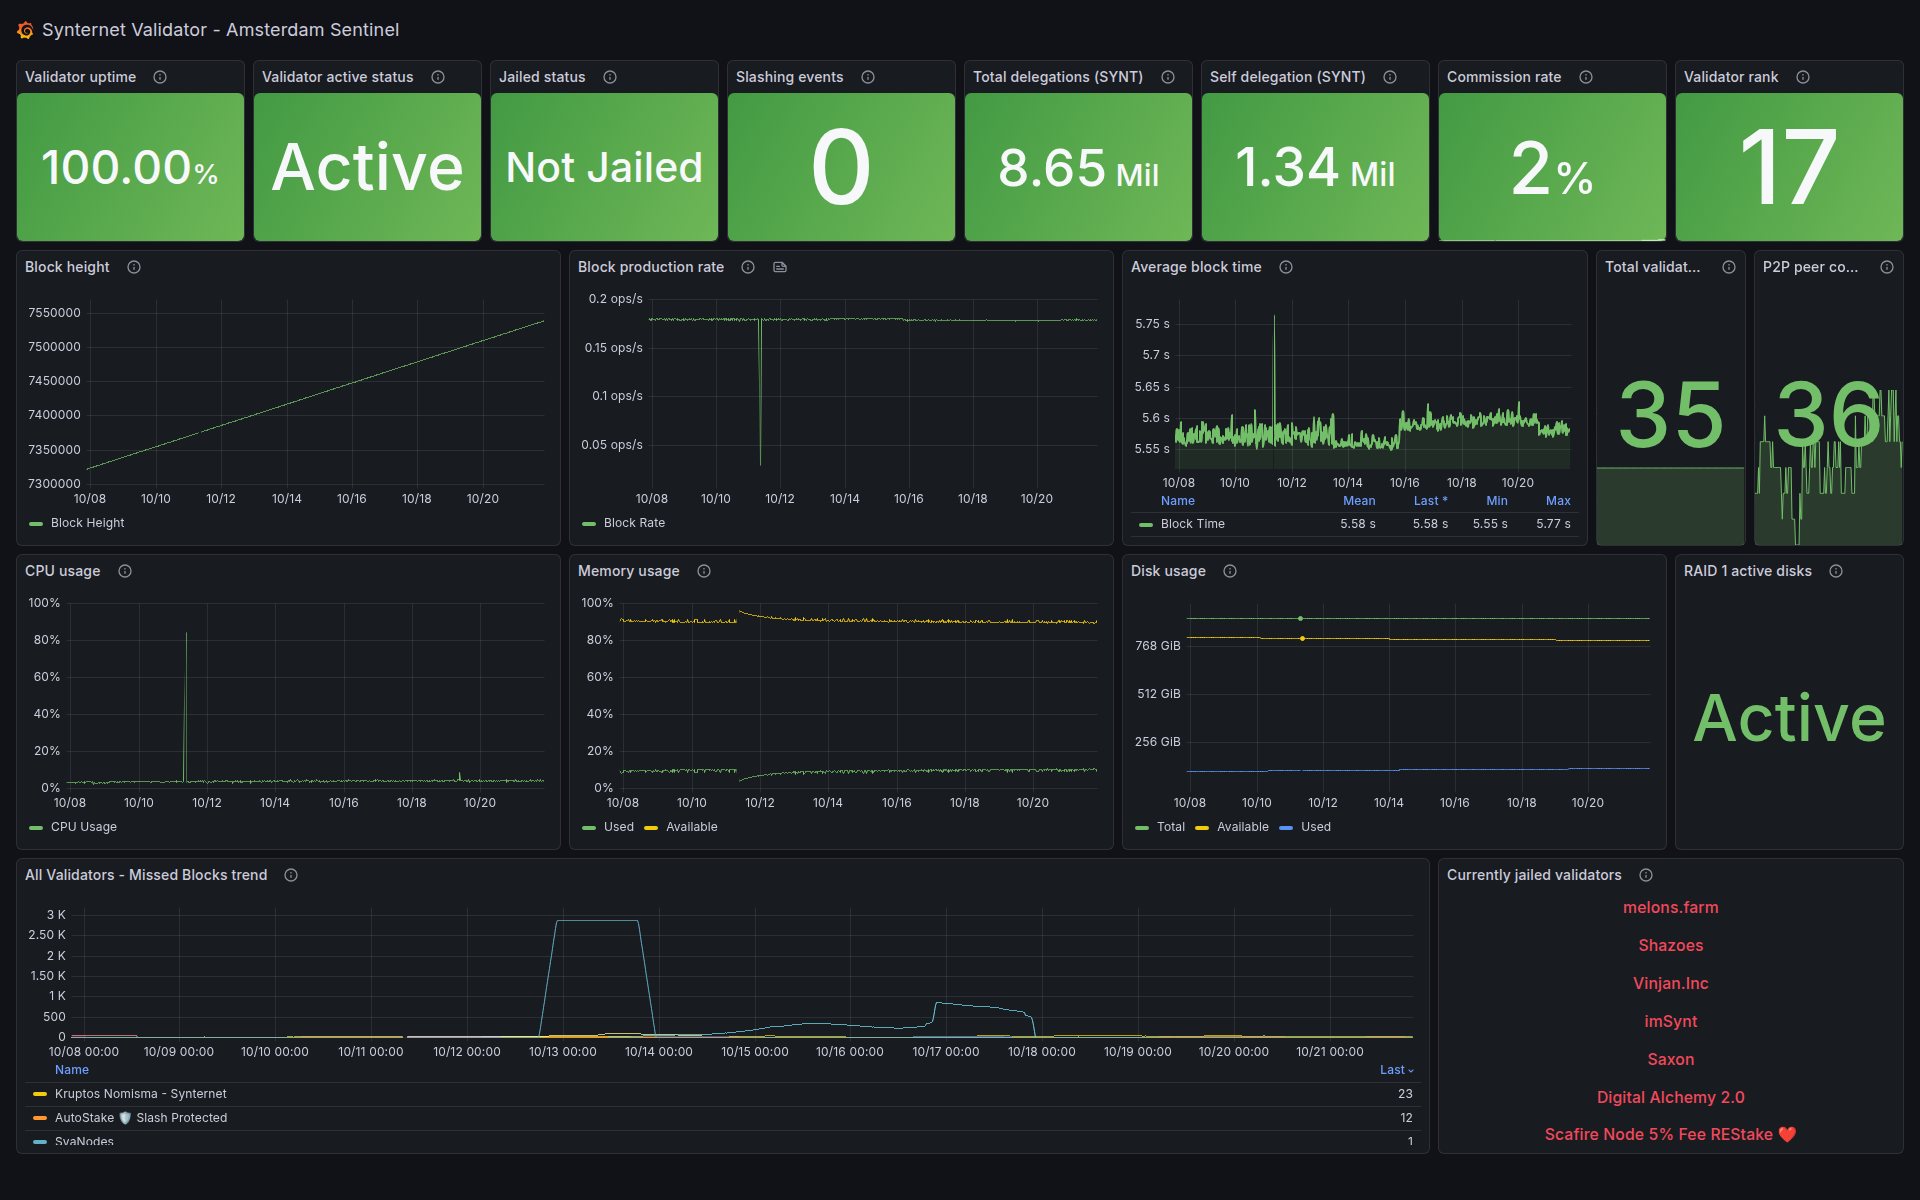 Synternet Validator - Amsterdam Sentinel
Validator uptime
100.00%
Validator active status
Active
Jailed status
Not Jailed
Slashing events
0
Total delegations (SYNT)
8.65 Mil
Self delegation (SYNT)
1.34 Mil
Commission rate
2%
Validator rank
17
Block height
7550000
7500000
7450000
7400000
7350000
7300000
10/08 10/10 10/12 10/14 10/16 10/18 10/20
Block Height
Block production rate
0.2 ops/s
0.15 ops/s
0.1 ops/s
0.05 ops/s
10/08 10/10 10/12 10/14 10/16 10/18 10/20
Block Rate
Average block time
5.75 s
5.7 s
5.65 s
5.6 s
5.55 s
10/08 10/10 10/12 10/14 10/16 10/18 10/20
Name Mean Last * Min Max
Block Time 5.58 s 5.58 s 5.55 s 5.77 s
Total validat...
35
P2P peer co...
36
CPU usage
100%
80%
60%
40%
20%
0%
10/08 10/10 10/12 10/14 10/16 10/18 10/20
CPU Usage
Memory usage
100%
80%
60%
40%
20%
0%
10/08 10/10 10/12 10/14 10/16 10/18 10/20
Used Available
Disk usage
768 GiB
512 GiB
256 GiB
10/08 10/10 10/12 10/14 10/16 10/18 10/20
Total Available Used
RAID 1 active disks
Active
All Validators - Missed Blocks trend
3 K
2.50 K
2 K
1.50 K
1 K
500
0
10/08 00:00 10/09 00:00 10/10 00:00 10/11 00:00 10/12 00:00 10/13 00:00 10/14 00:00 10/15 00:00 10/16 00:00 10/17 00:00 10/18 00:00 10/19 00:00 10/20 00:00 10/21 00:00
Name Last
Kruptos Nomisma - Synternet 23
AutoStake 🛡️ Slash Protected 12
SvaNodes 1
Currently jailed validators
melons.farm
Shazoes
Vinjan.Inc
imSynt
Saxon
Digital Alchemy 2.0
Scafire Node 5% Fee REStake ❤️